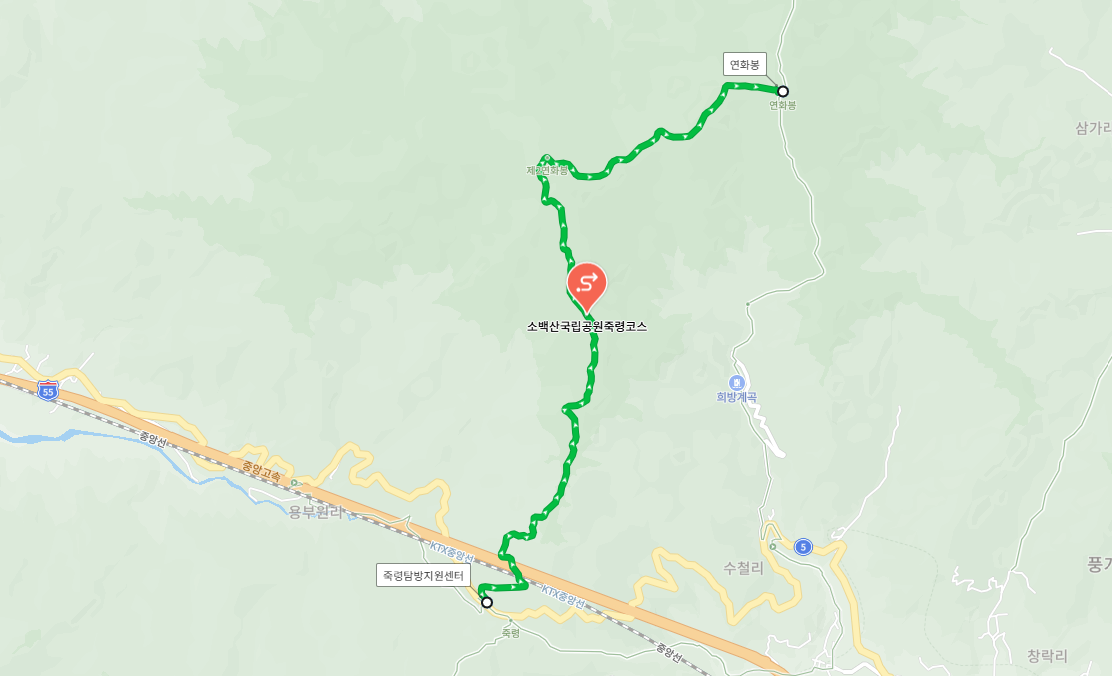 연화봉
연화봉
삼가리
제2연화봉
소백산국립공원죽령코스
희방계곡
55
중앙선
중앙고속
용부원리
KTX중앙선
5
수철리
풍기
죽령탐방지원센터
KTX중앙선
죽령
중앙선
창락리